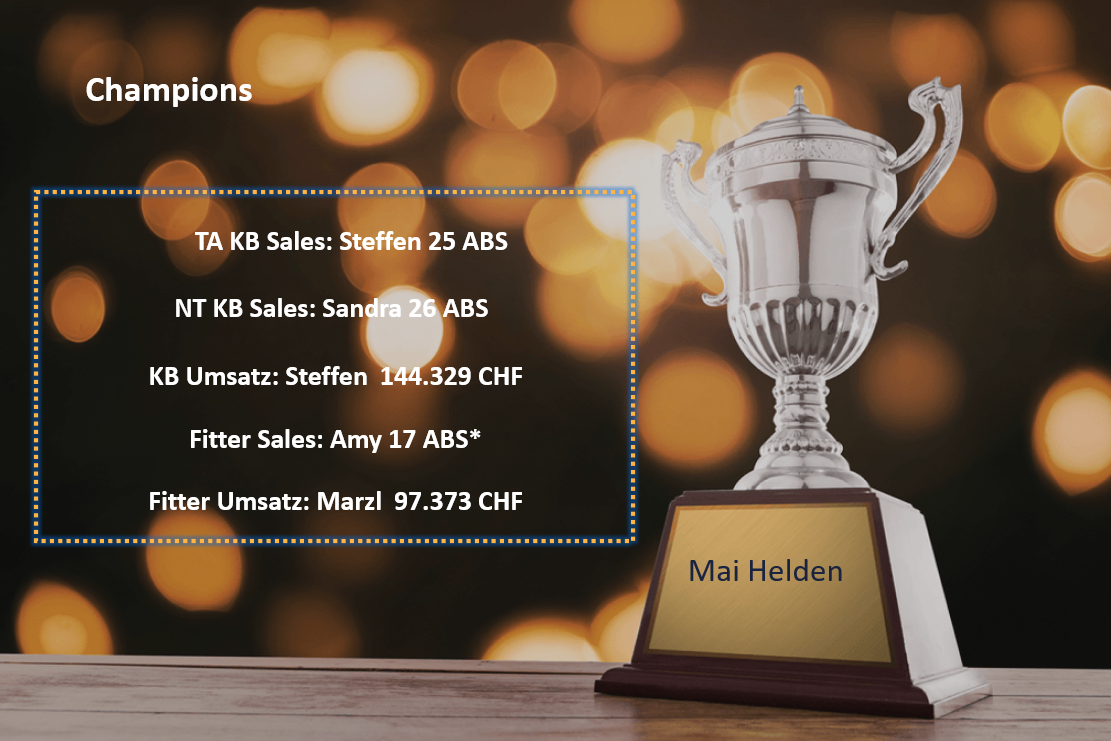 Champions
TA KB Sales: Steffen 25 ABS
NT KB Sales: Sandra 26 ABS
KB Umsatz: Steffen  144.329 CHF
Fitter Sales: Amy 17 ABS*
Fitter Umsatz: Marzl  97.373 CHF
Mai Helden